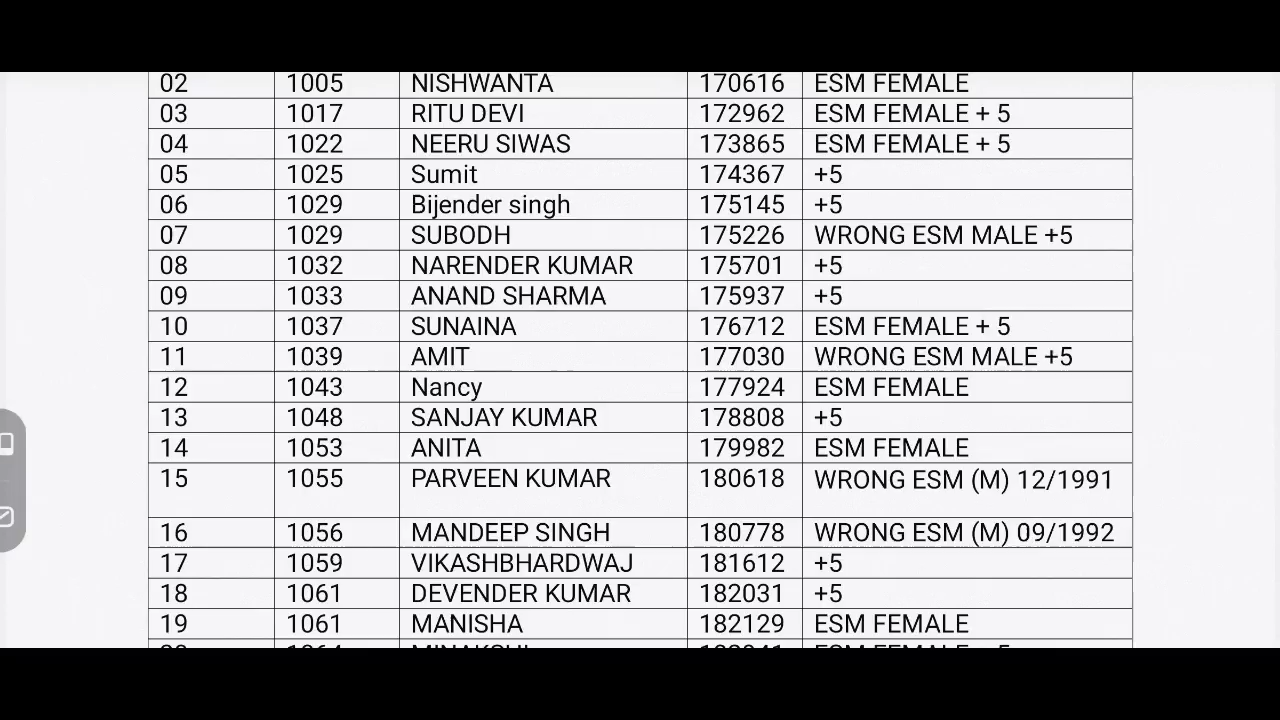 02 1005 NISHWANTA 170616 ESM FEMALE
03 1017 RITU DEVI 172962 ESM FEMALE + 5
04 1022 NEERU SIWAS 173865 ESM FEMALE + 5
05 1025 Sumit 174367 +5
06 1029 Bijender singh 175145 +5
07 1029 SUBODH 175226 WRONG ESM MALE +5
08 1032 NARENDER KUMAR 175701 +5
09 1033 ANAND SHARMA 175937 +5
10 1037 SUNAINA 176712 ESM FEMALE + 5
11 1039 AMIT 177030 WRONG ESM MALE +5
12 1043 Nancy 177924 ESM FEMALE
13 1048 SANJAY KUMAR 178808 +5
14 1053 ANITA 179982 ESM FEMALE
15 1055 PARVEEN KUMAR 180618 WRONG ESM (M) 12/1991
16 1056 MANDEEP SINGH 180778 WRONG ESM (M) 09/1992
17 1059 VIKASHBHARDWAJ 181612 +5
18 1061 DEVENDER KUMAR 182031 +5
19 1061 MANISHA 182129 ESM FEMALE